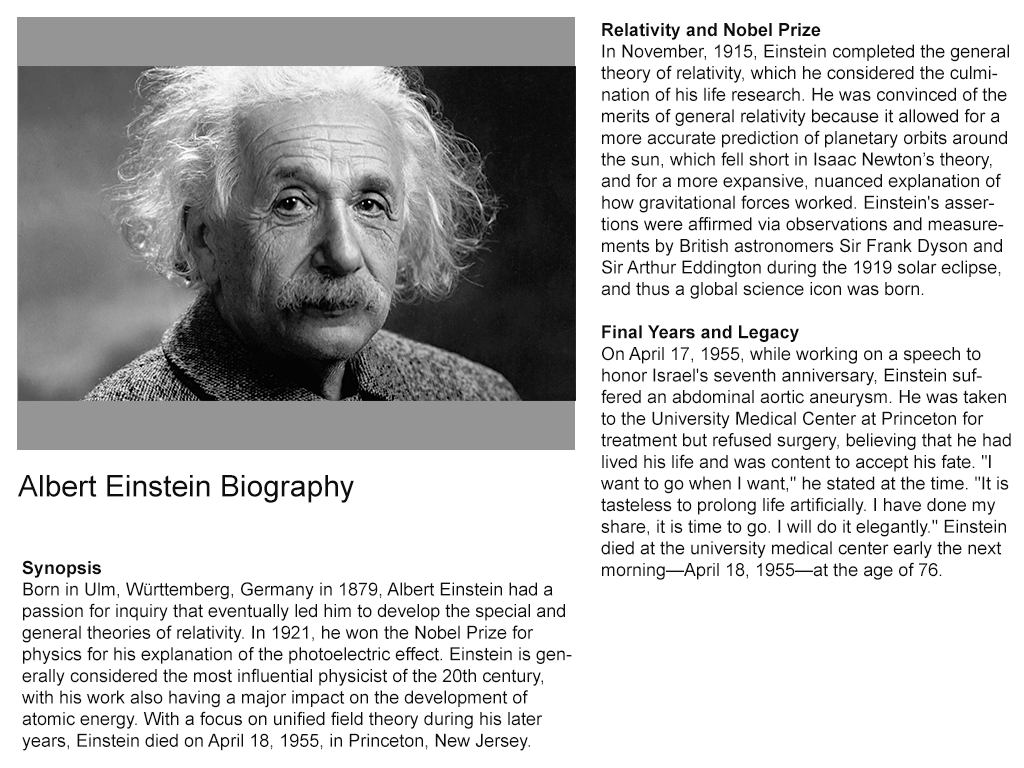 Albert Einstein Biography
Synopsis
Born in Ulm, Württemberg, Germany in 1879, Albert Einstein had a
passion for inquiry that eventually led him to develop the special and
general theories of relativity. In 1921, he won the Nobel Prize for
physics for his explanation of the photoelectric effect. Einstein is gen-
erally considered the most influential physicist of the 20th century,
with his work also having a major impact on the development of
atomic energy. With a focus on unified field theory during his later
years, Einstein died on April 18, 1955, in Princeton, New Jersey.
Relativity and Nobel Prize
In November, 1915, Einstein completed the general
theory of relativity, which he considered the culmi-
nation of his life research. He was convinced of the
merits of general relativity because it allowed for a
more accurate prediction of planetary orbits around
the sun, which fell short in Isaac Newton’s theory,
and for a more expansive, nuanced explanation of
how gravitational forces worked. Einstein's asser-
tions were affirmed via observations and measure-
ments by British astronomers Sir Frank Dyson and
Sir Arthur Eddington during the 1919 solar eclipse,
and thus a global science icon was born.
Final Years and Legacy
On April 17, 1955, while working on a speech to
honor Israel's seventh anniversary, Einstein suf-
fered an abdominal aortic aneurysm. He was taken
to the University Medical Center at Princeton for
treatment but refused surgery, believing that he had
lived his life and was content to accept his fate. "I
want to go when I want," he stated at the time. "It is
tasteless to prolong life artificially. I have done my
share, it is time to go. I will do it elegantly." Einstein
died at the university medical center early the next
morning—April 18, 1955—at the age of 76.